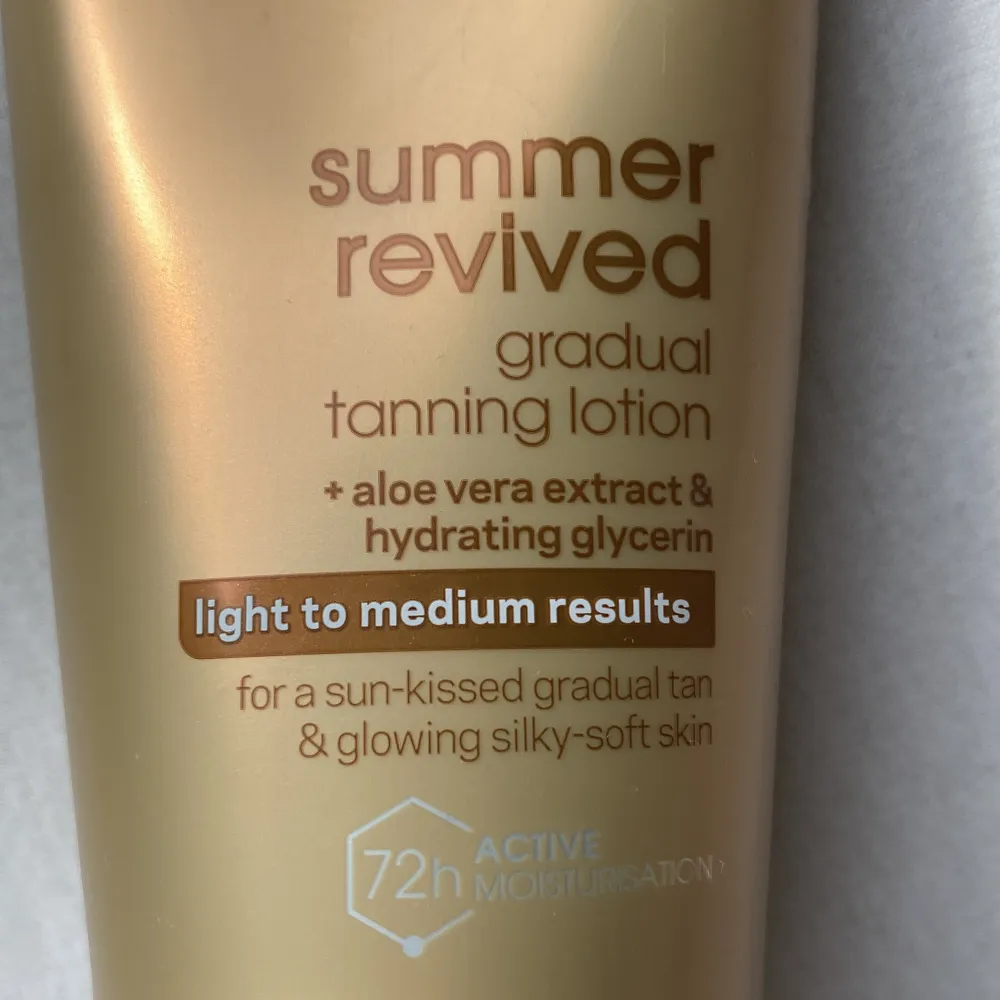 summer
revived
gradual
tanning lotion
+ aloe vera extract &
hydrating glycerin
light to medium results
for a sun-kissed gradual tan
& glowing silky-soft skin
72h ACTIVE
MOISTURISATION